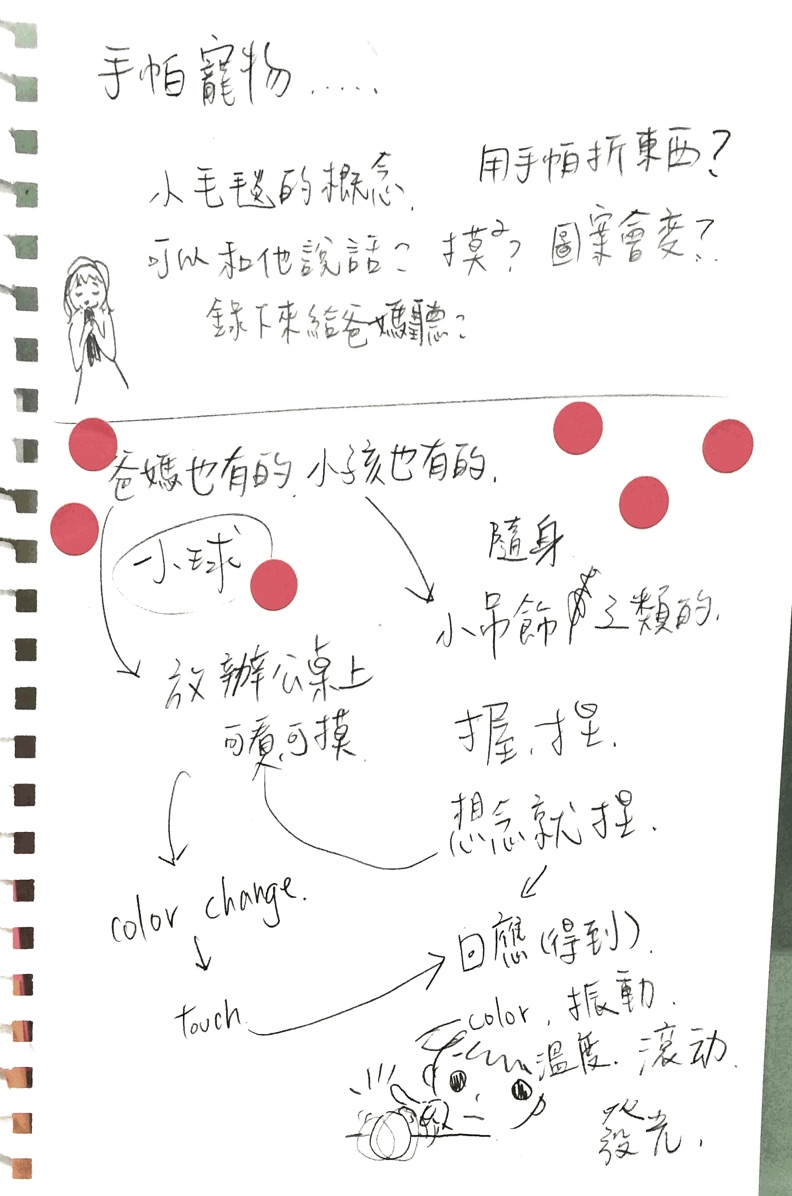 手帕寵物.....
用手帕折東西?
小毛毯的概念.
可以和他說話? 摸²? 圖案會變?
錄下來給爸媽聽?
爸媽也有的. 小孩也有的.
小球
隨身
小吊飾 之類的.
放辦公桌上
可看,可摸.
握、捏.
想念就捏.
color change.
回應(得到).
touch.
color. 振動.
溫度. 滾动.
發光.